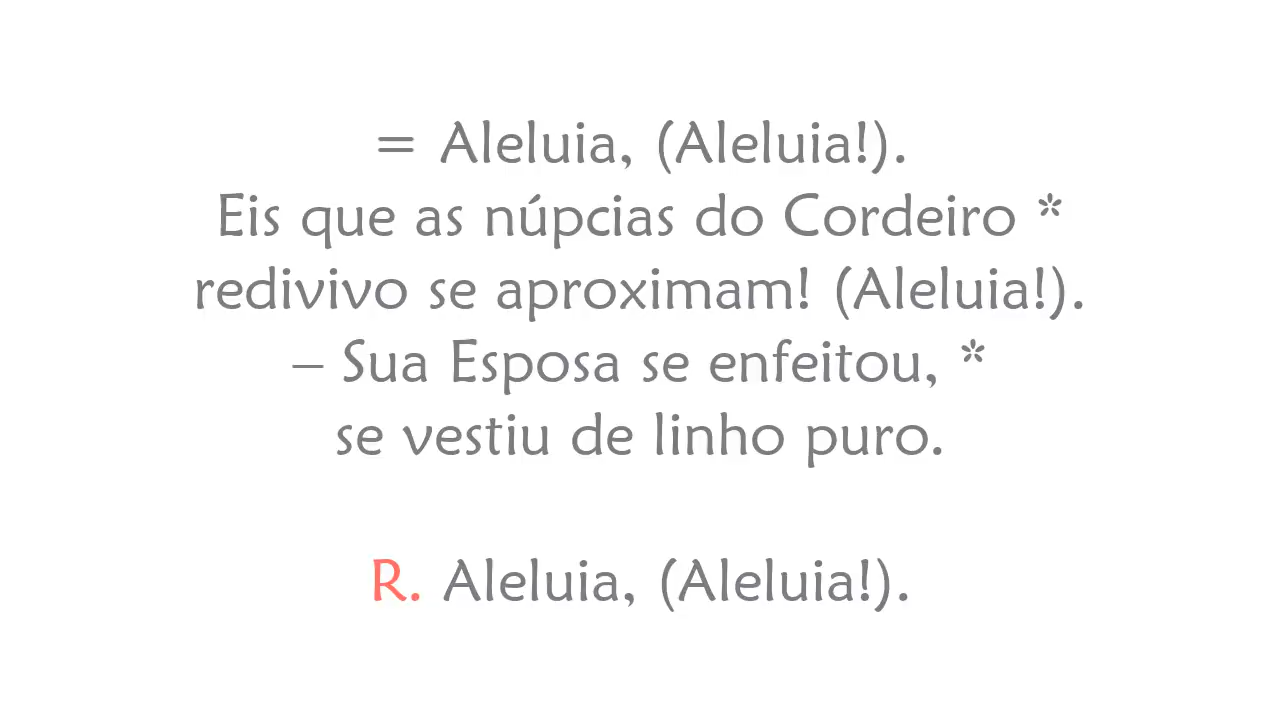 = Aleluia, (Aleluia!).
Eis que as núpcias do Cordeiro *
redivivo se aproximam! (Aleluia!).
– Sua Esposa se enfeitou, *
se vestiu de linho puro.
R. Aleluia, (Aleluia!).